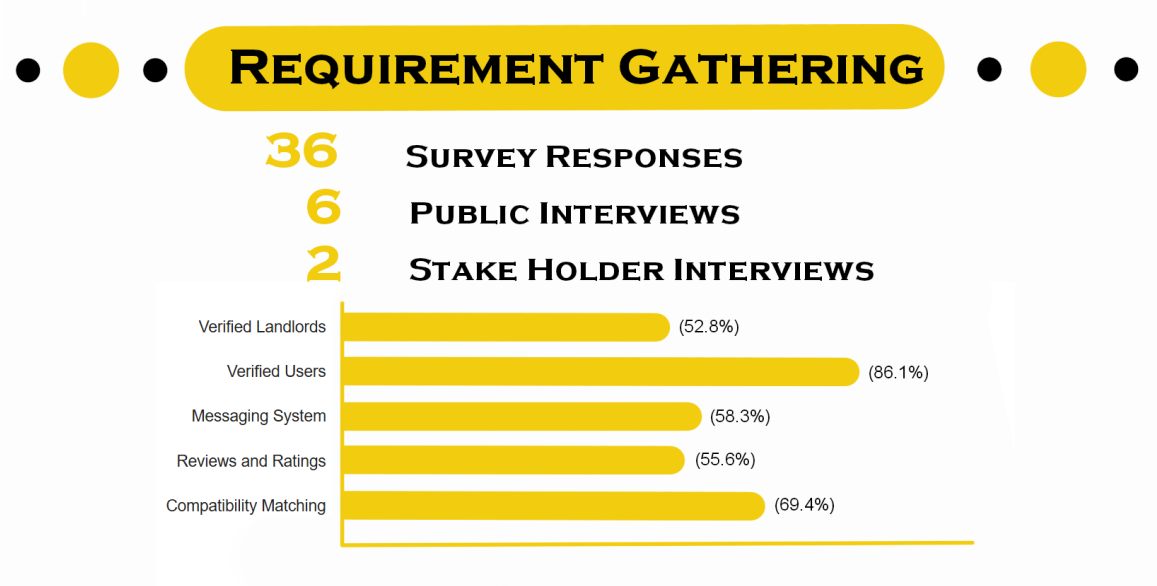 Requirement Gathering
36 Survey Responses
6 Public Interviews
2 Stake Holder Interviews
Verified Landlords (52.8%)
Verified Users (86.1%)
Messaging System (58.3%)
Reviews and Ratings (55.6%)
Compatibility Matching (69.4%)